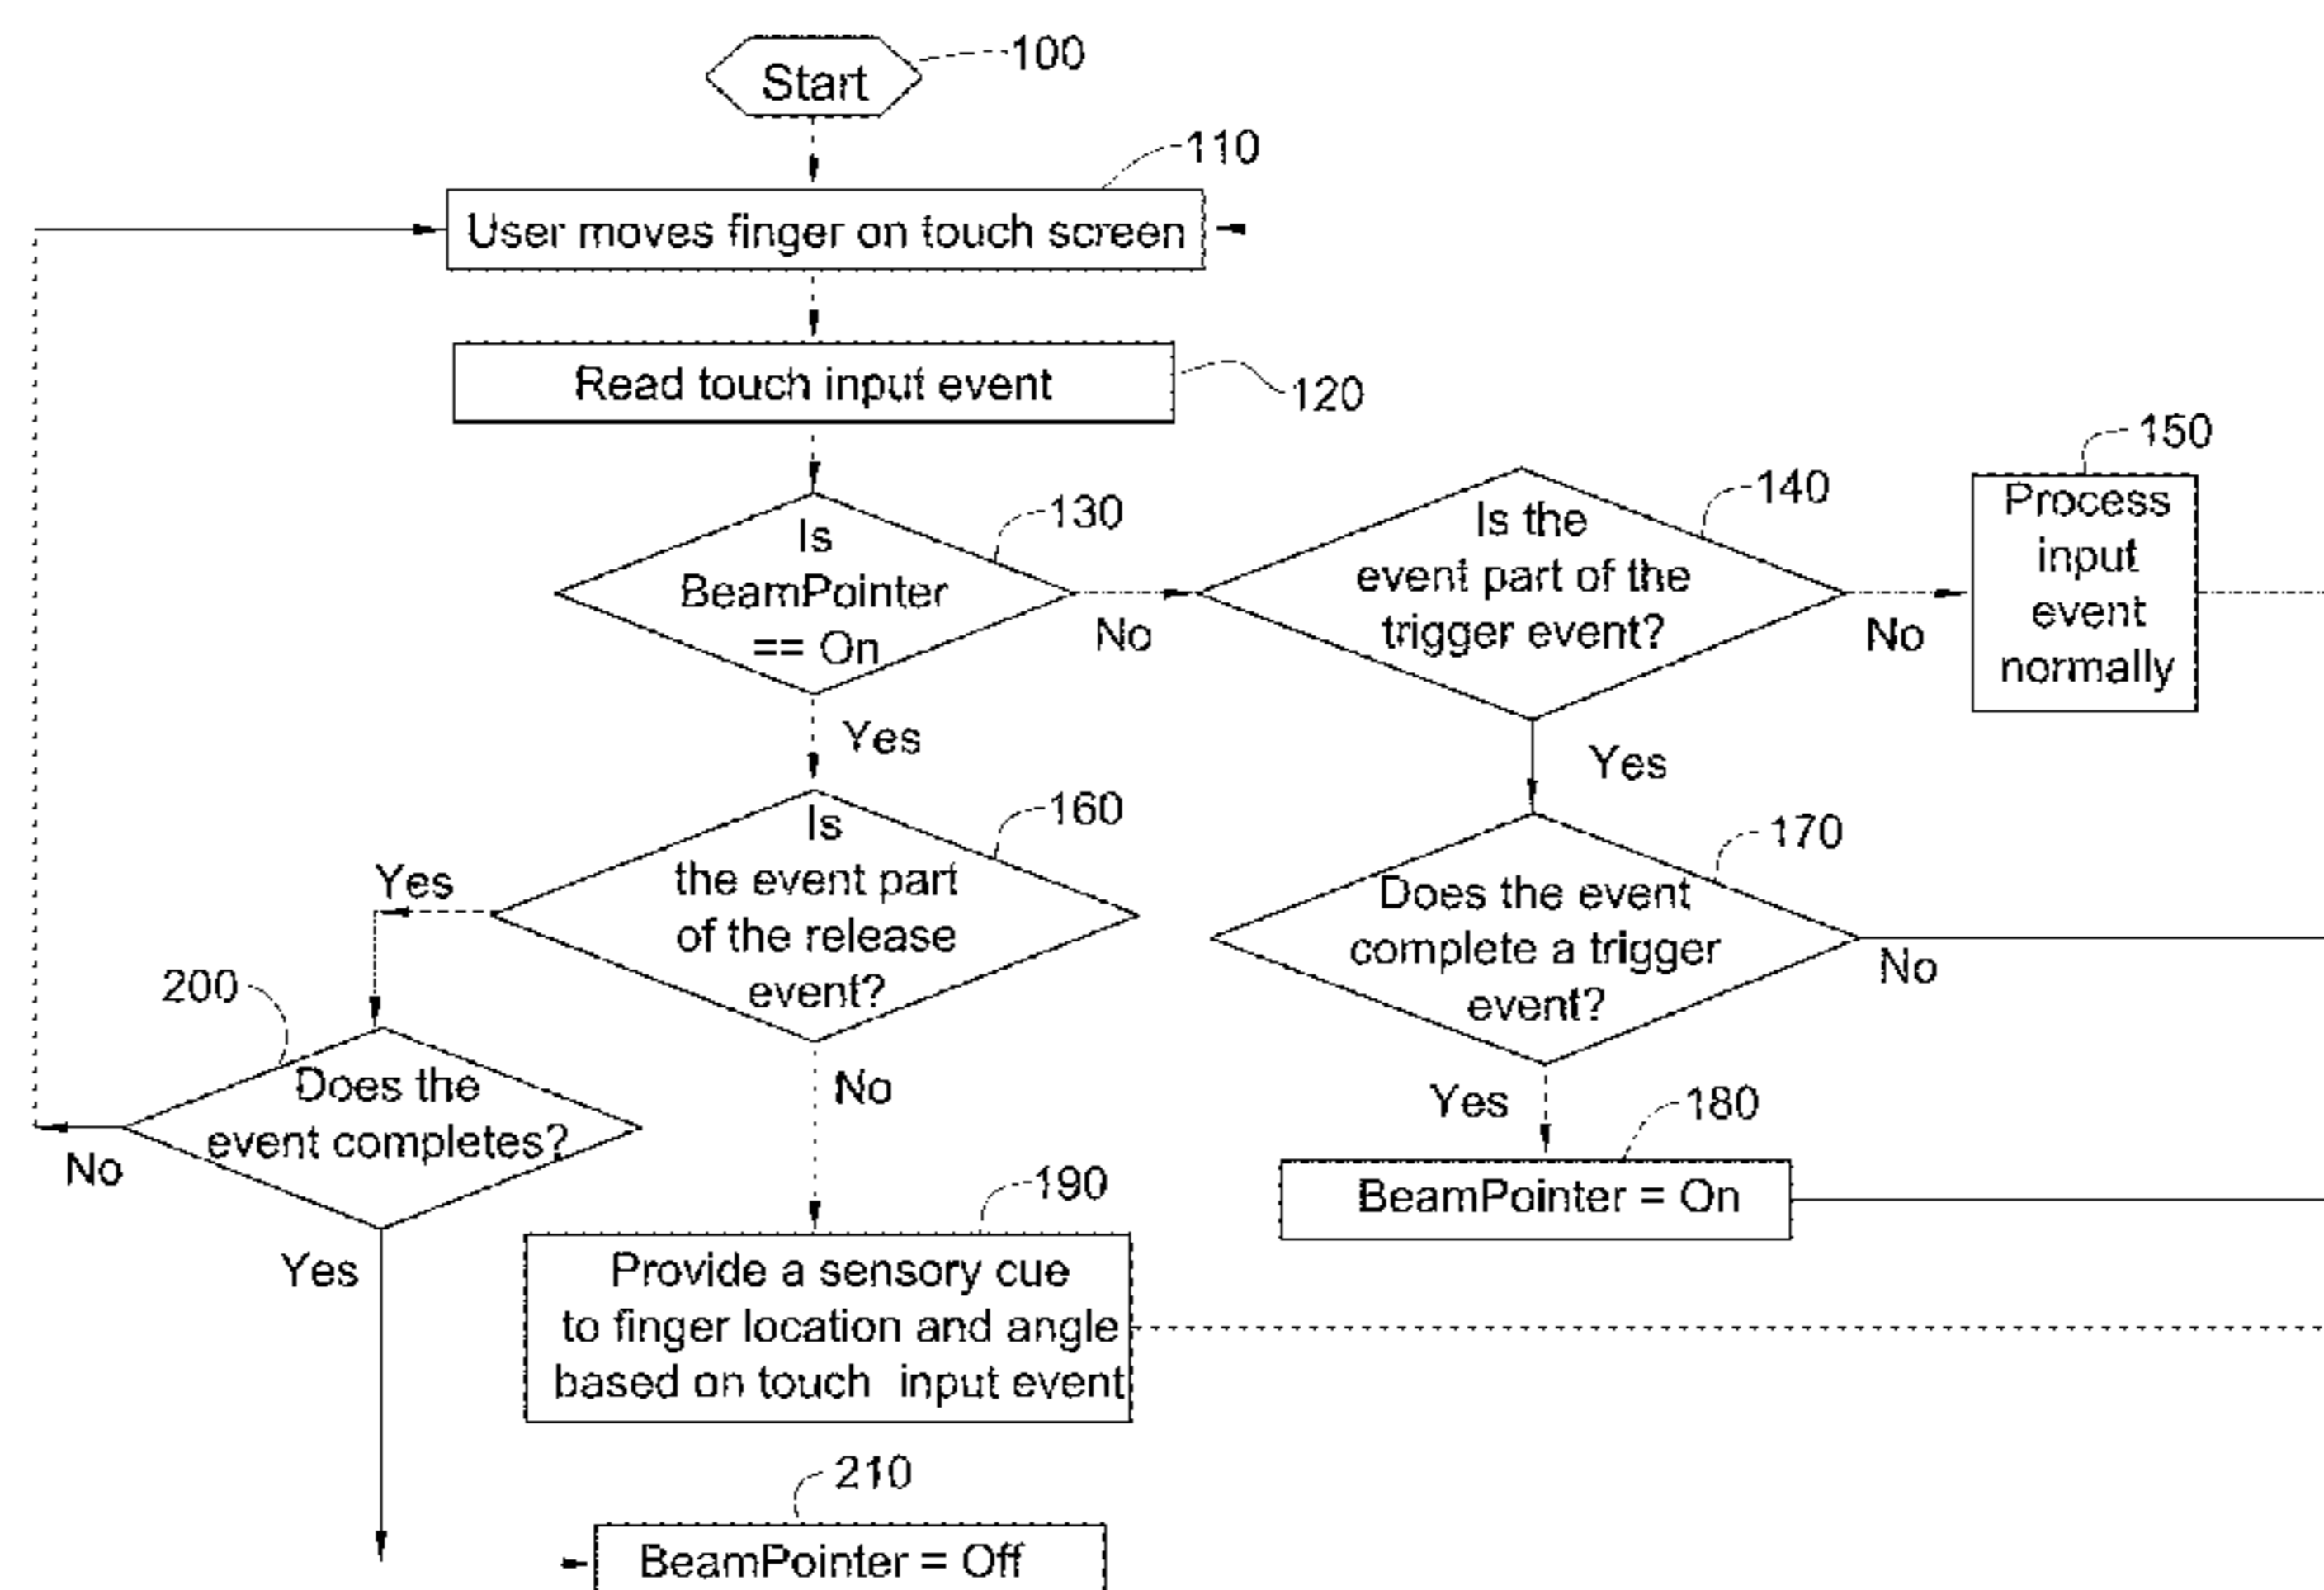 Start
100
110
User moves finger on touch screen
Read touch input event
120
Is
BeamPointer
== On
130
No
Is the
event part of the
trigger event?
140
No
150
Process
input
event
normally
Yes
Yes
Is
the event part
of the release
event?
160
Yes
Does the event
complete a trigger
event?
170
No
200
Does the
event completes?
No
Yes
No
Yes
180
BeamPointer = On
190
Provide a sensory cue
to finger location and angle
based on touch input event
210
BeamPointer = Off